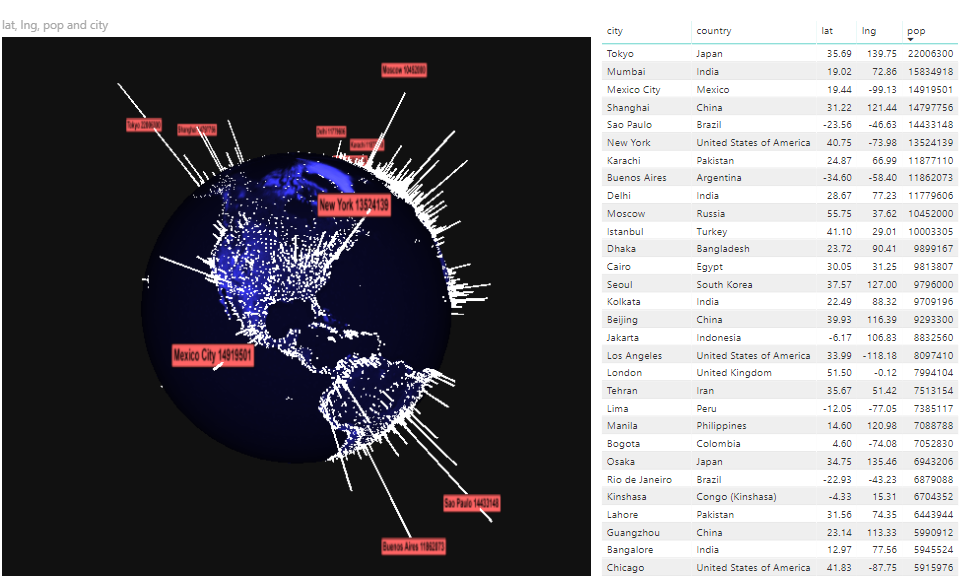 lat, lng, pop and city
Moscow 10452000
Tokyo 22006300
Shanghai 14797756
Delhi 11779606
Karachi 11877110
New York 13524139
Mexico City 14919501
Sao Paulo 14433148
Buenos Aires 11862073
city country lat lng pop
Tokyo Japan 35.69 139.75 22006300
Mumbai India 19.02 72.86 15834918
Mexico City Mexico 19.44 -99.13 14919501
Shanghai China 31.22 121.44 14797756
Sao Paulo Brazil -23.56 -46.63 14433148
New York United States of America 40.75 -73.98 13524139
Karachi Pakistan 24.87 66.99 11877110
Buenos Aires Argentina -34.60 -58.40 11862073
Delhi India 28.67 77.23 11779606
Moscow Russia 55.75 37.62 10452000
Istanbul Turkey 41.10 29.01 10003305
Dhaka Bangladesh 23.72 90.41 9899167
Cairo Egypt 30.05 31.25 9813807
Seoul South Korea 37.57 127.00 9796000
Kolkata India 22.49 88.32 9709196
Beijing China 39.93 116.39 9293300
Jakarta Indonesia -6.17 106.83 8832560
Los Angeles United States of America 33.99 -118.18 8097410
London United Kingdom 51.50 -0.12 7994104
Tehran Iran 35.67 51.42 7513154
Lima Peru -12.05 -77.05 7385117
Manila Philippines 14.60 120.98 7088788
Bogota Colombia 4.60 -74.08 7052830
Osaka Japan 34.75 135.46 6943206
Rio de Janeiro Brazil -22.93 -43.23 6879088
Kinshasa Congo (Kinshasa) -4.33 15.31 6704352
Lahore Pakistan 31.56 74.35 6443944
Guangzhou China 23.14 113.33 5990912
Bangalore India 12.97 77.56 5945524
Chicago United States of America 41.83 -87.75 5915976